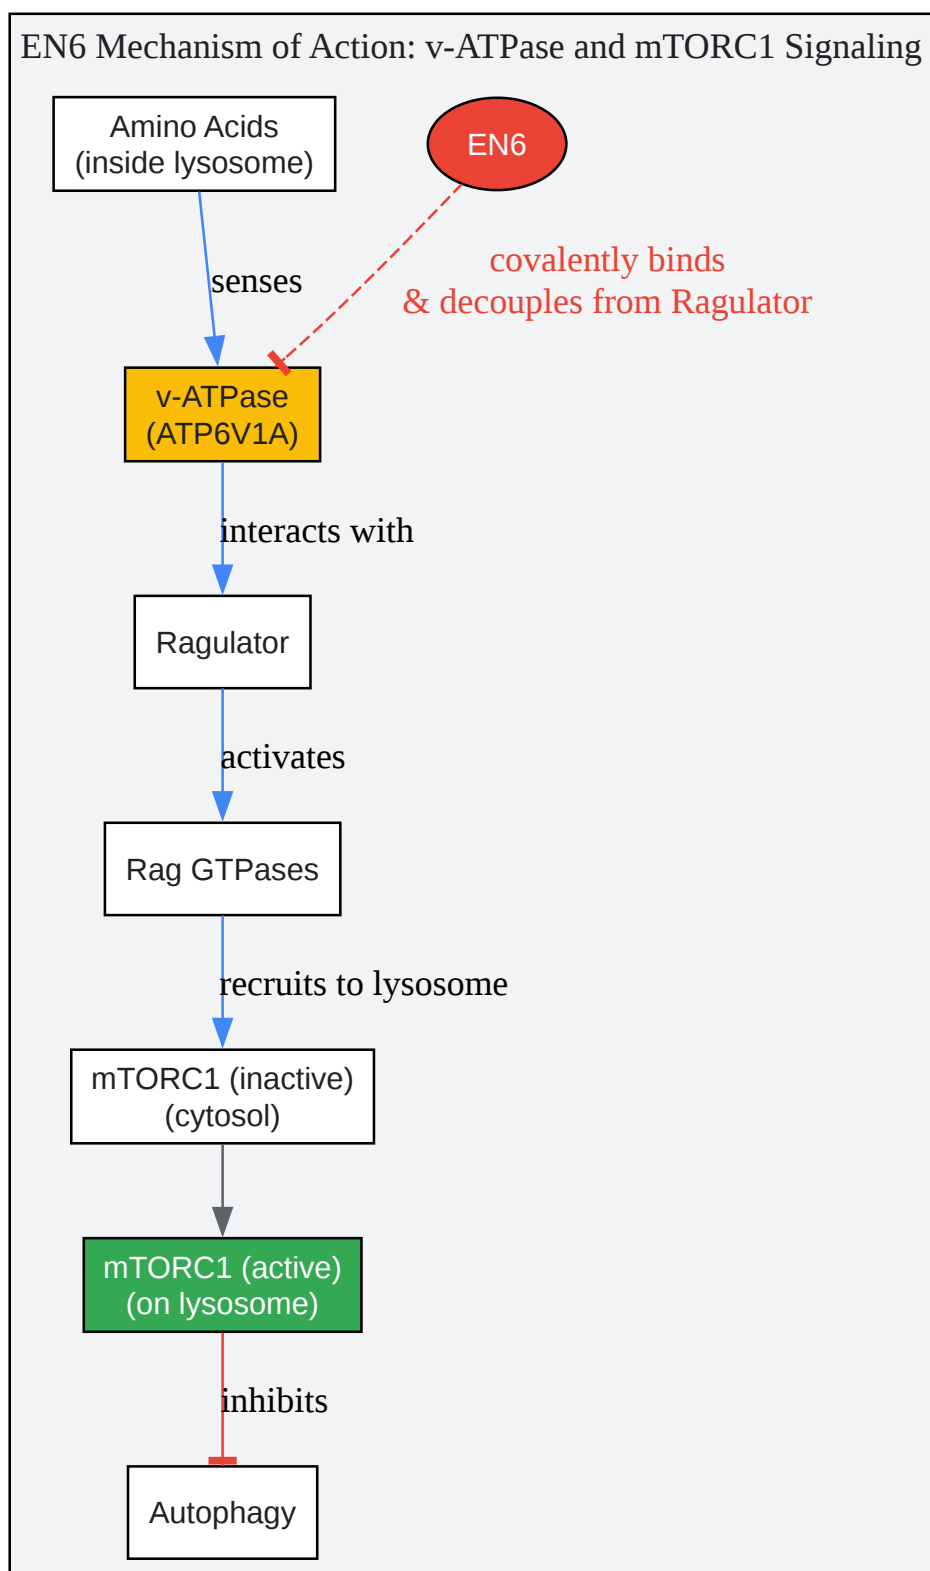 EN6 Mechanism of Action: v-ATPase and mTORC1 Signaling
Amino Acids
(inside lysosome)
EN6
senses
covalently binds
& decouples from Ragulator
v-ATPase
(ATP6V1A)
interacts with
Ragulator
activates
Rag GTPases
recruits to lysosome
mTORC1 (inactive)
(cytosol)
mTORC1 (active)
(on lysosome)
inhibits
Autophagy